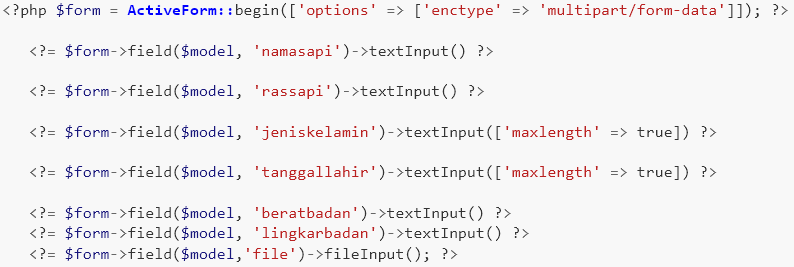 <?php $form = ActiveForm::begin(['options' => ['enctype' => 'multipart/form-data']]); ?>
<?= $form->field($model, 'namasapi')->textInput() ?>
<?= $form->field($model, 'rassapi')->textInput() ?>
<?= $form->field($model, 'jeniskelamin')->textInput(['maxlength' => true]) ?>
<?= $form->field($model, 'tanggallahir')->textInput(['maxlength' => true]) ?>
<?= $form->field($model, 'beratbadan')->textInput() ?>
<?= $form->field($model, 'lingkarbadan')->textInput() ?>
<?= $form->field($model,'file')->fileInput(); ?>